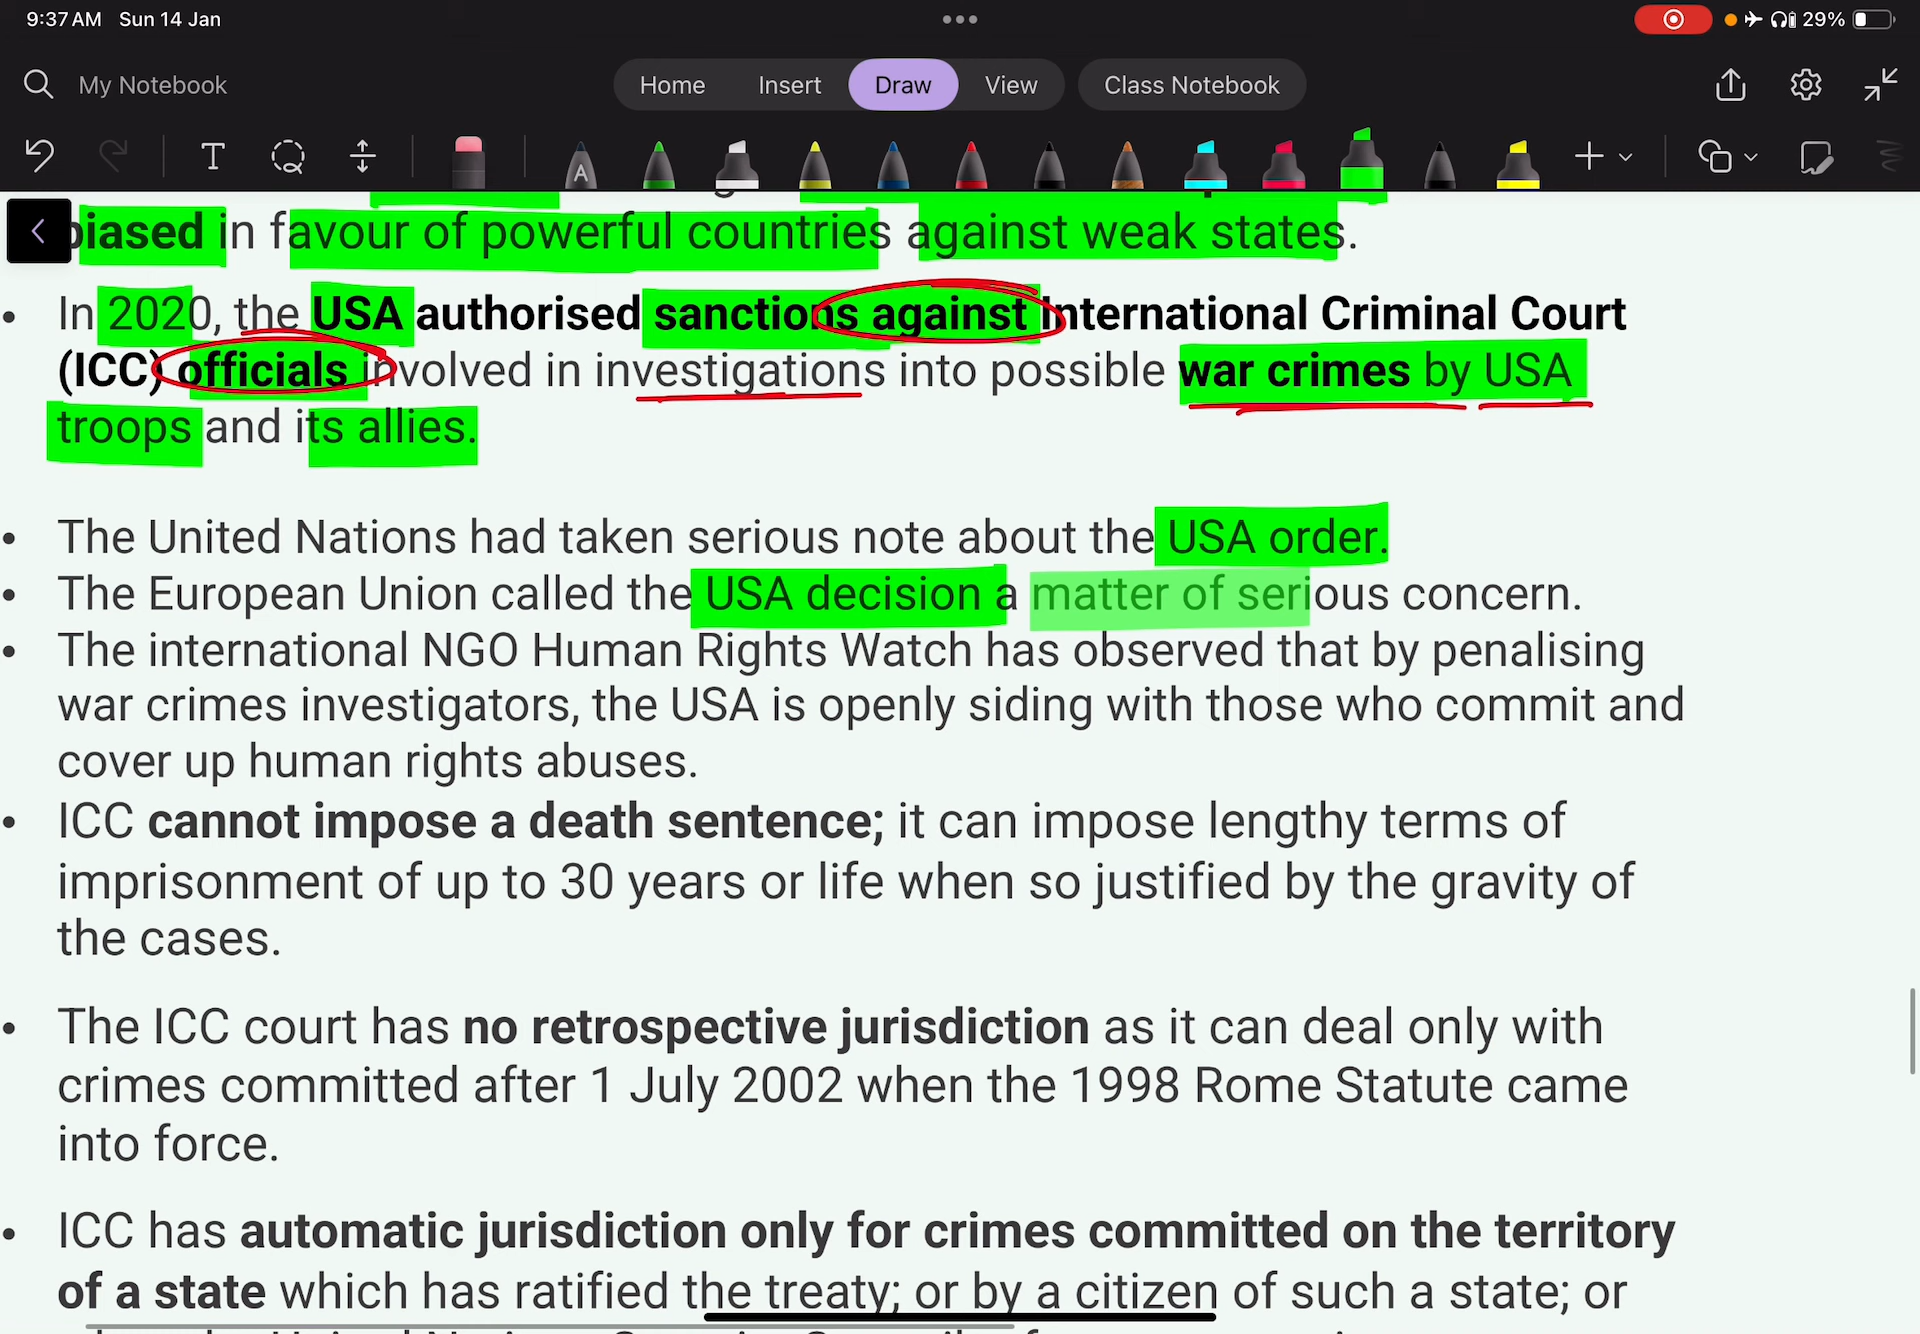 9:37 AM Sun 14 Jan
29%
My Notebook
Home Insert Draw View Class Notebook
T
A
biased in favour of powerful countries against weak states.
• In 2020, the USA authorised sanctions against International Criminal Court
(ICC) officials involved in investigations into possible war crimes by USA
troops and its allies.
• The United Nations had taken serious note about the USA order.
• The European Union called the USA decision a matter of serious concern.
• The international NGO Human Rights Watch has observed that by penalising
war crimes investigators, the USA is openly siding with those who commit and
cover up human rights abuses.
• ICC cannot impose a death sentence; it can impose lengthy terms of
imprisonment of up to 30 years or life when so justified by the gravity of
the cases.
• The ICC court has no retrospective jurisdiction as it can deal only with
crimes committed after 1 July 2002 when the 1998 Rome Statute came
into force.
• ICC has automatic jurisdiction only for crimes committed on the territory
of a state which has ratified the treaty; or by a citizen of such a state; or